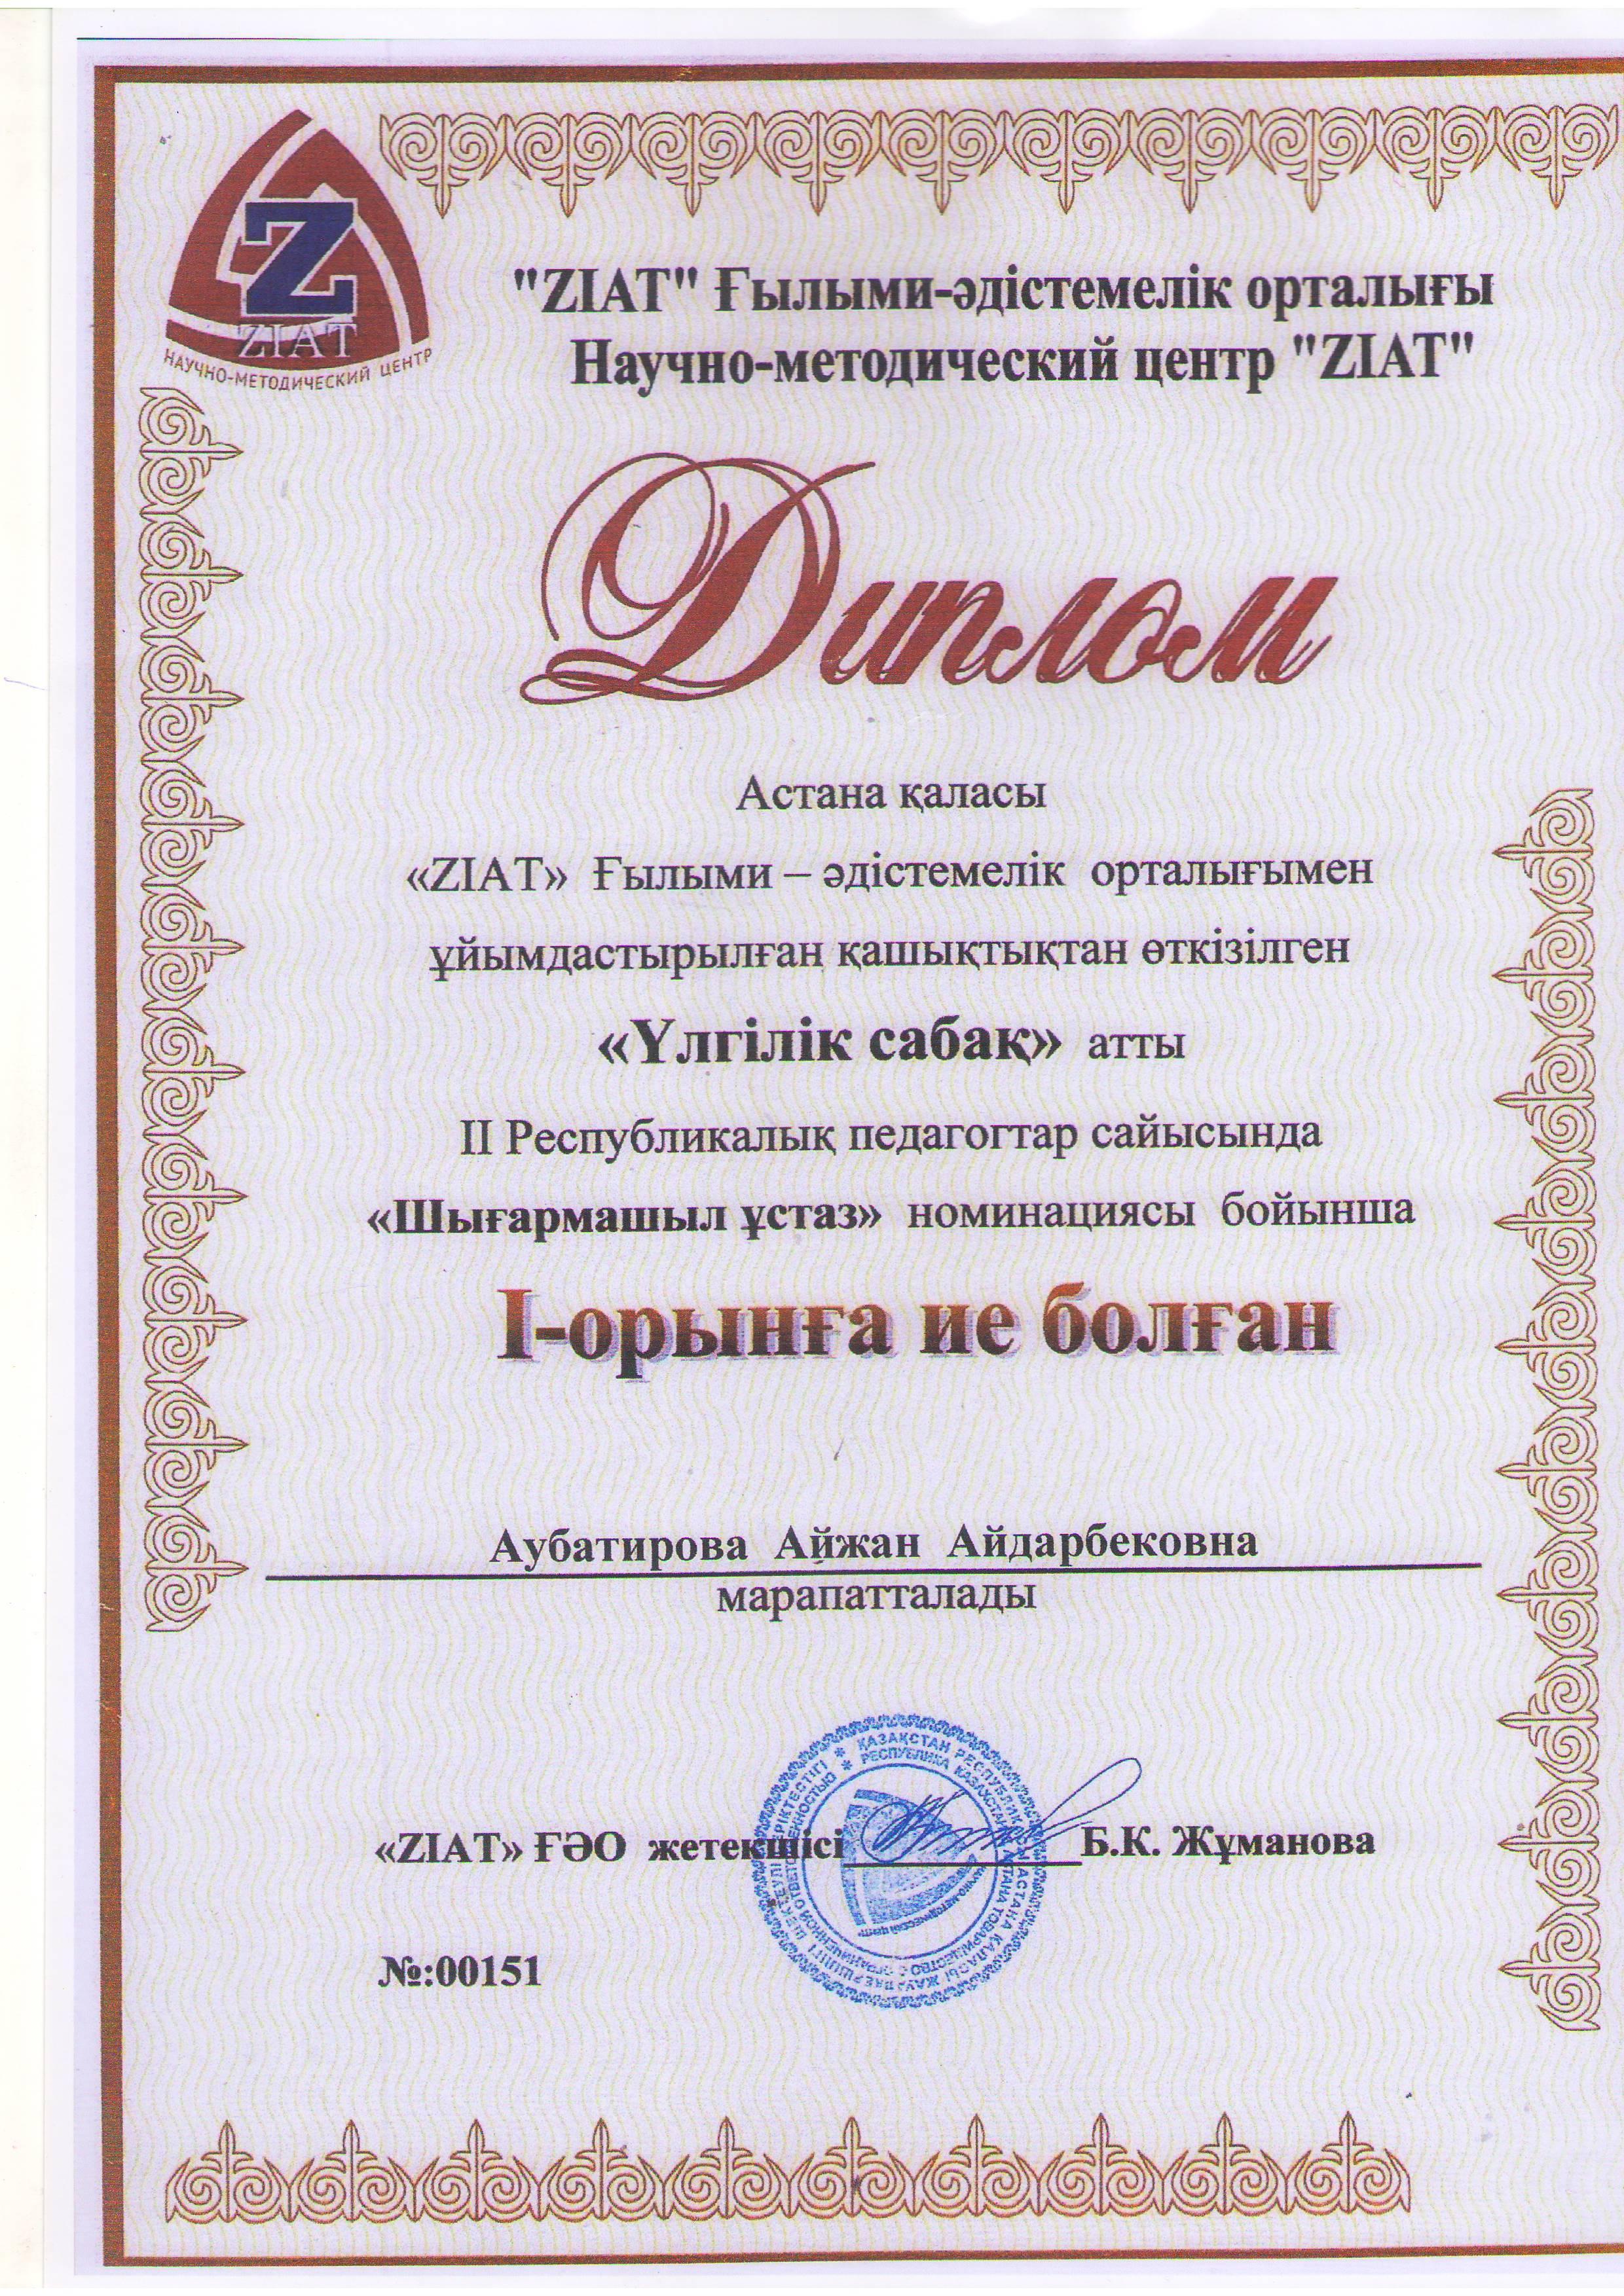 ZIAT
НАУЧНО-МЕТОДИЧЕСКИЙ ЦЕНТР
"ZIAT" Ғылыми-әдістемелік орталығы
Научно-методический центр "ZIAT"
Диплом
Астана қаласы
«ZIAT» Ғылыми – әдістемелік орталығымен
ұйымдастырылған қашықтықтан өткізілген
«Үлгілік сабақ» атты
ІІ Республикалық педагогтар сайысында
«Шығармашыл ұстаз» номинациясы бойынша
І-орынға ие болған
Аубатирова Айжан Айдарбековна
марапатталады
«ZIAT» ҒӘО жетекшісі Б.К. Жұманова
№:00151